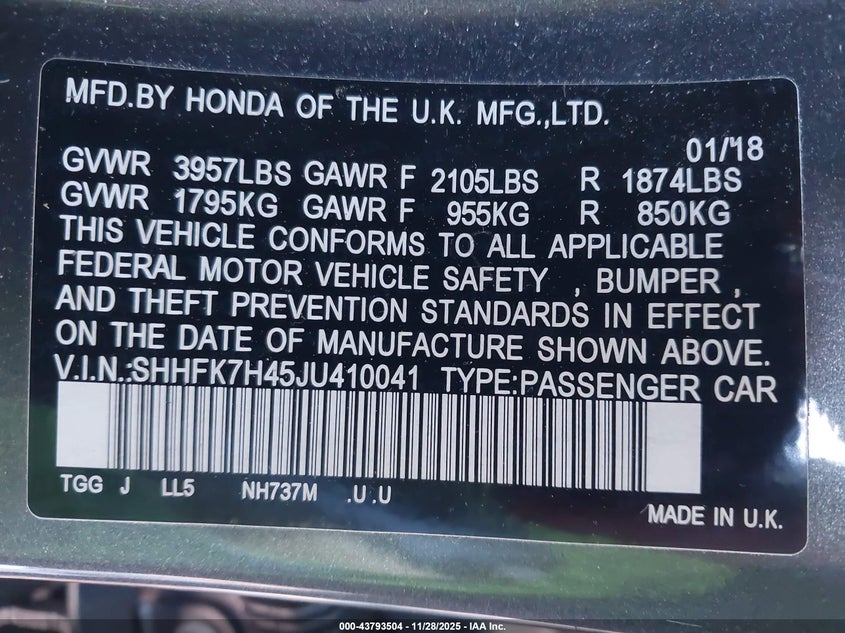 MFD.BY HONDA OF THE U.K. MFG.,LTD.
01/18
GVWR 3957LBS GAWR F 2105LBS R 1874LBS
GVWR 1795KG GAWR F 955KG R 850KG
THIS VEHICLE CONFORMS TO ALL APPLICABLE
FEDERAL MOTOR VEHICLE SAFETY , BUMPER ,
AND THEFT PREVENTION STANDARDS IN EFFECT
ON THE DATE OF MANUFACTURE SHOWN ABOVE.
V.I.N.:SHHFK7H45JU410041 TYPE:PASSENGER CAR
TGG J LL5 NH737M .U .U
MADE IN U.K.
000-43793504 - 11/28/2025 - IAA Inc.